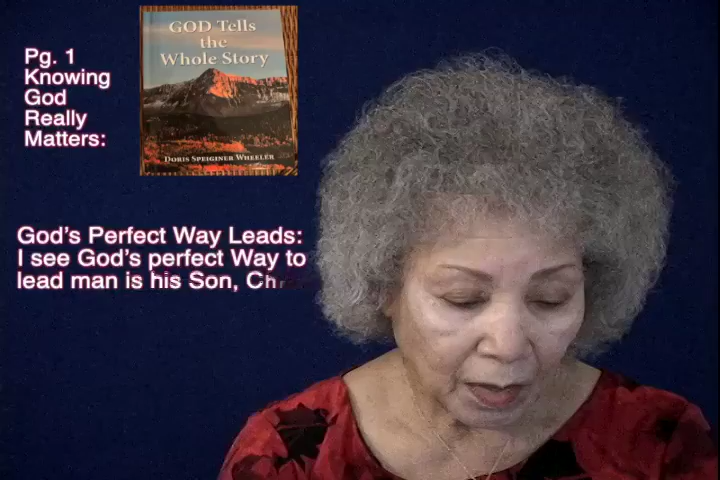 Pg. 1
Knowing
God
Really
Matters:
GOD Tells
the
Whole Story
DORIS SPEIGINER WHEELER
God's Perfect Way Leads:
I see God's perfect Way to
lead man is his Son,